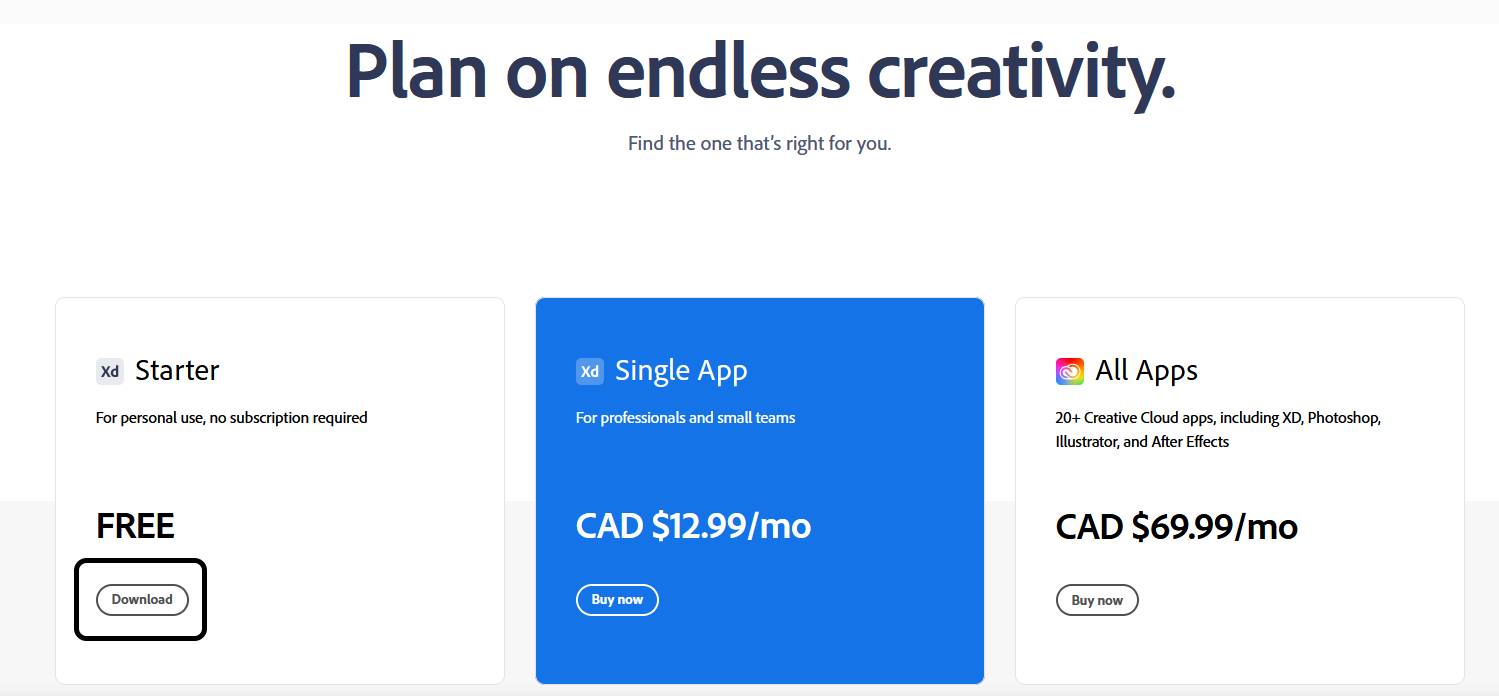 Plan on endless creativity.
Find the one that's right for you.
Xd Starter
For personal use, no subscription required
FREE
Download
Xd Single App
For professionals and small teams
CAD $12.99/mo
Buy now
All Apps
20+ Creative Cloud apps, including XD, Photoshop,
Illustrator, and After Effects
CAD $69.99/mo
Buy now